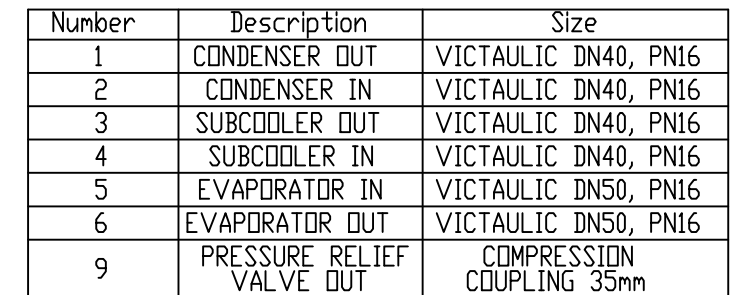 Number Description Size
1 CONDENSER OUT VICTAULIC DN40, PN16
2 CONDENSER IN VICTAULIC DN40, PN16
3 SUBCOOLER OUT VICTAULIC DN40, PN16
4 SUBCOOLER IN VICTAULIC DN40, PN16
5 EVAPORATOR IN VICTAULIC DN50, PN16
6 EVAPORATOR OUT VICTAULIC DN50, PN16
9 PRESSURE RELIEF
VALVE OUT COMPRESSION
COUPLING 35mm